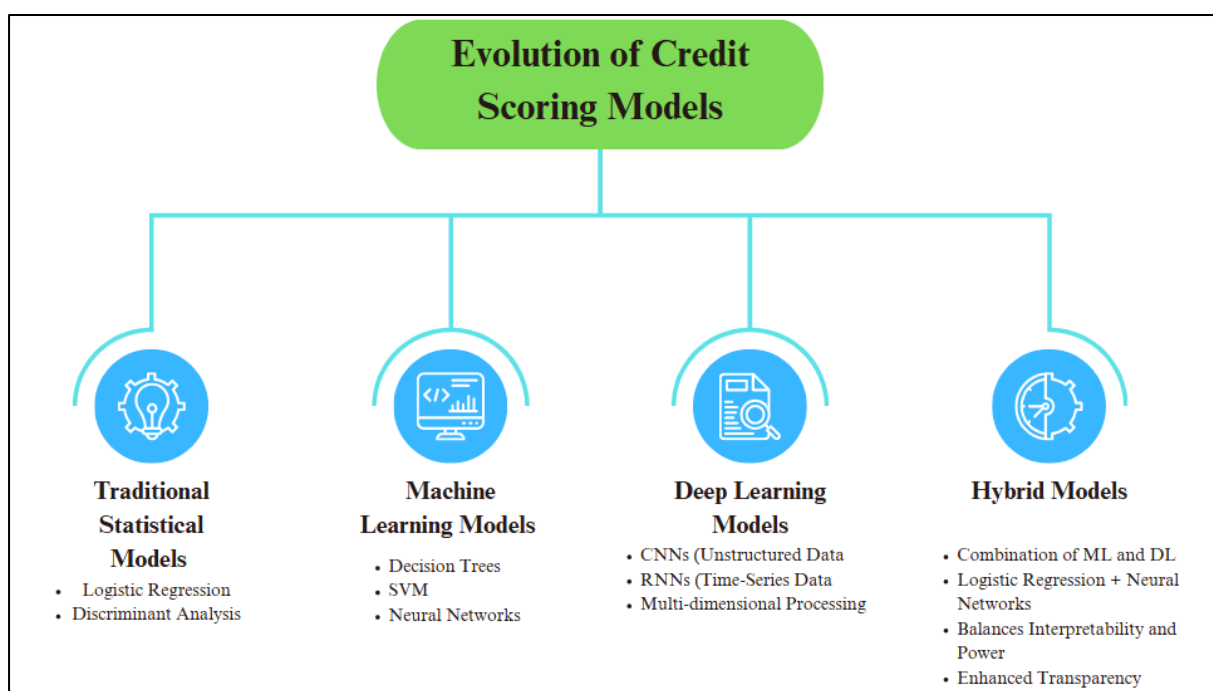 Evolution of Credit
Scoring Models
</>
Traditional
Statistical
Models
• Logistic Regression
• Discriminant Analysis
Machine
Learning Models
• Decision Trees
• SVM
• Neural Networks
Deep Learning
Models
• CNNs (Unstructured Data
• RNNs (Time-Series Data
• Multi-dimensional Processing
Hybrid Models
• Combination of ML and DL
• Logistic Regression + Neural
Networks
• Balances Interpretability and
Power
• Enhanced Transparency